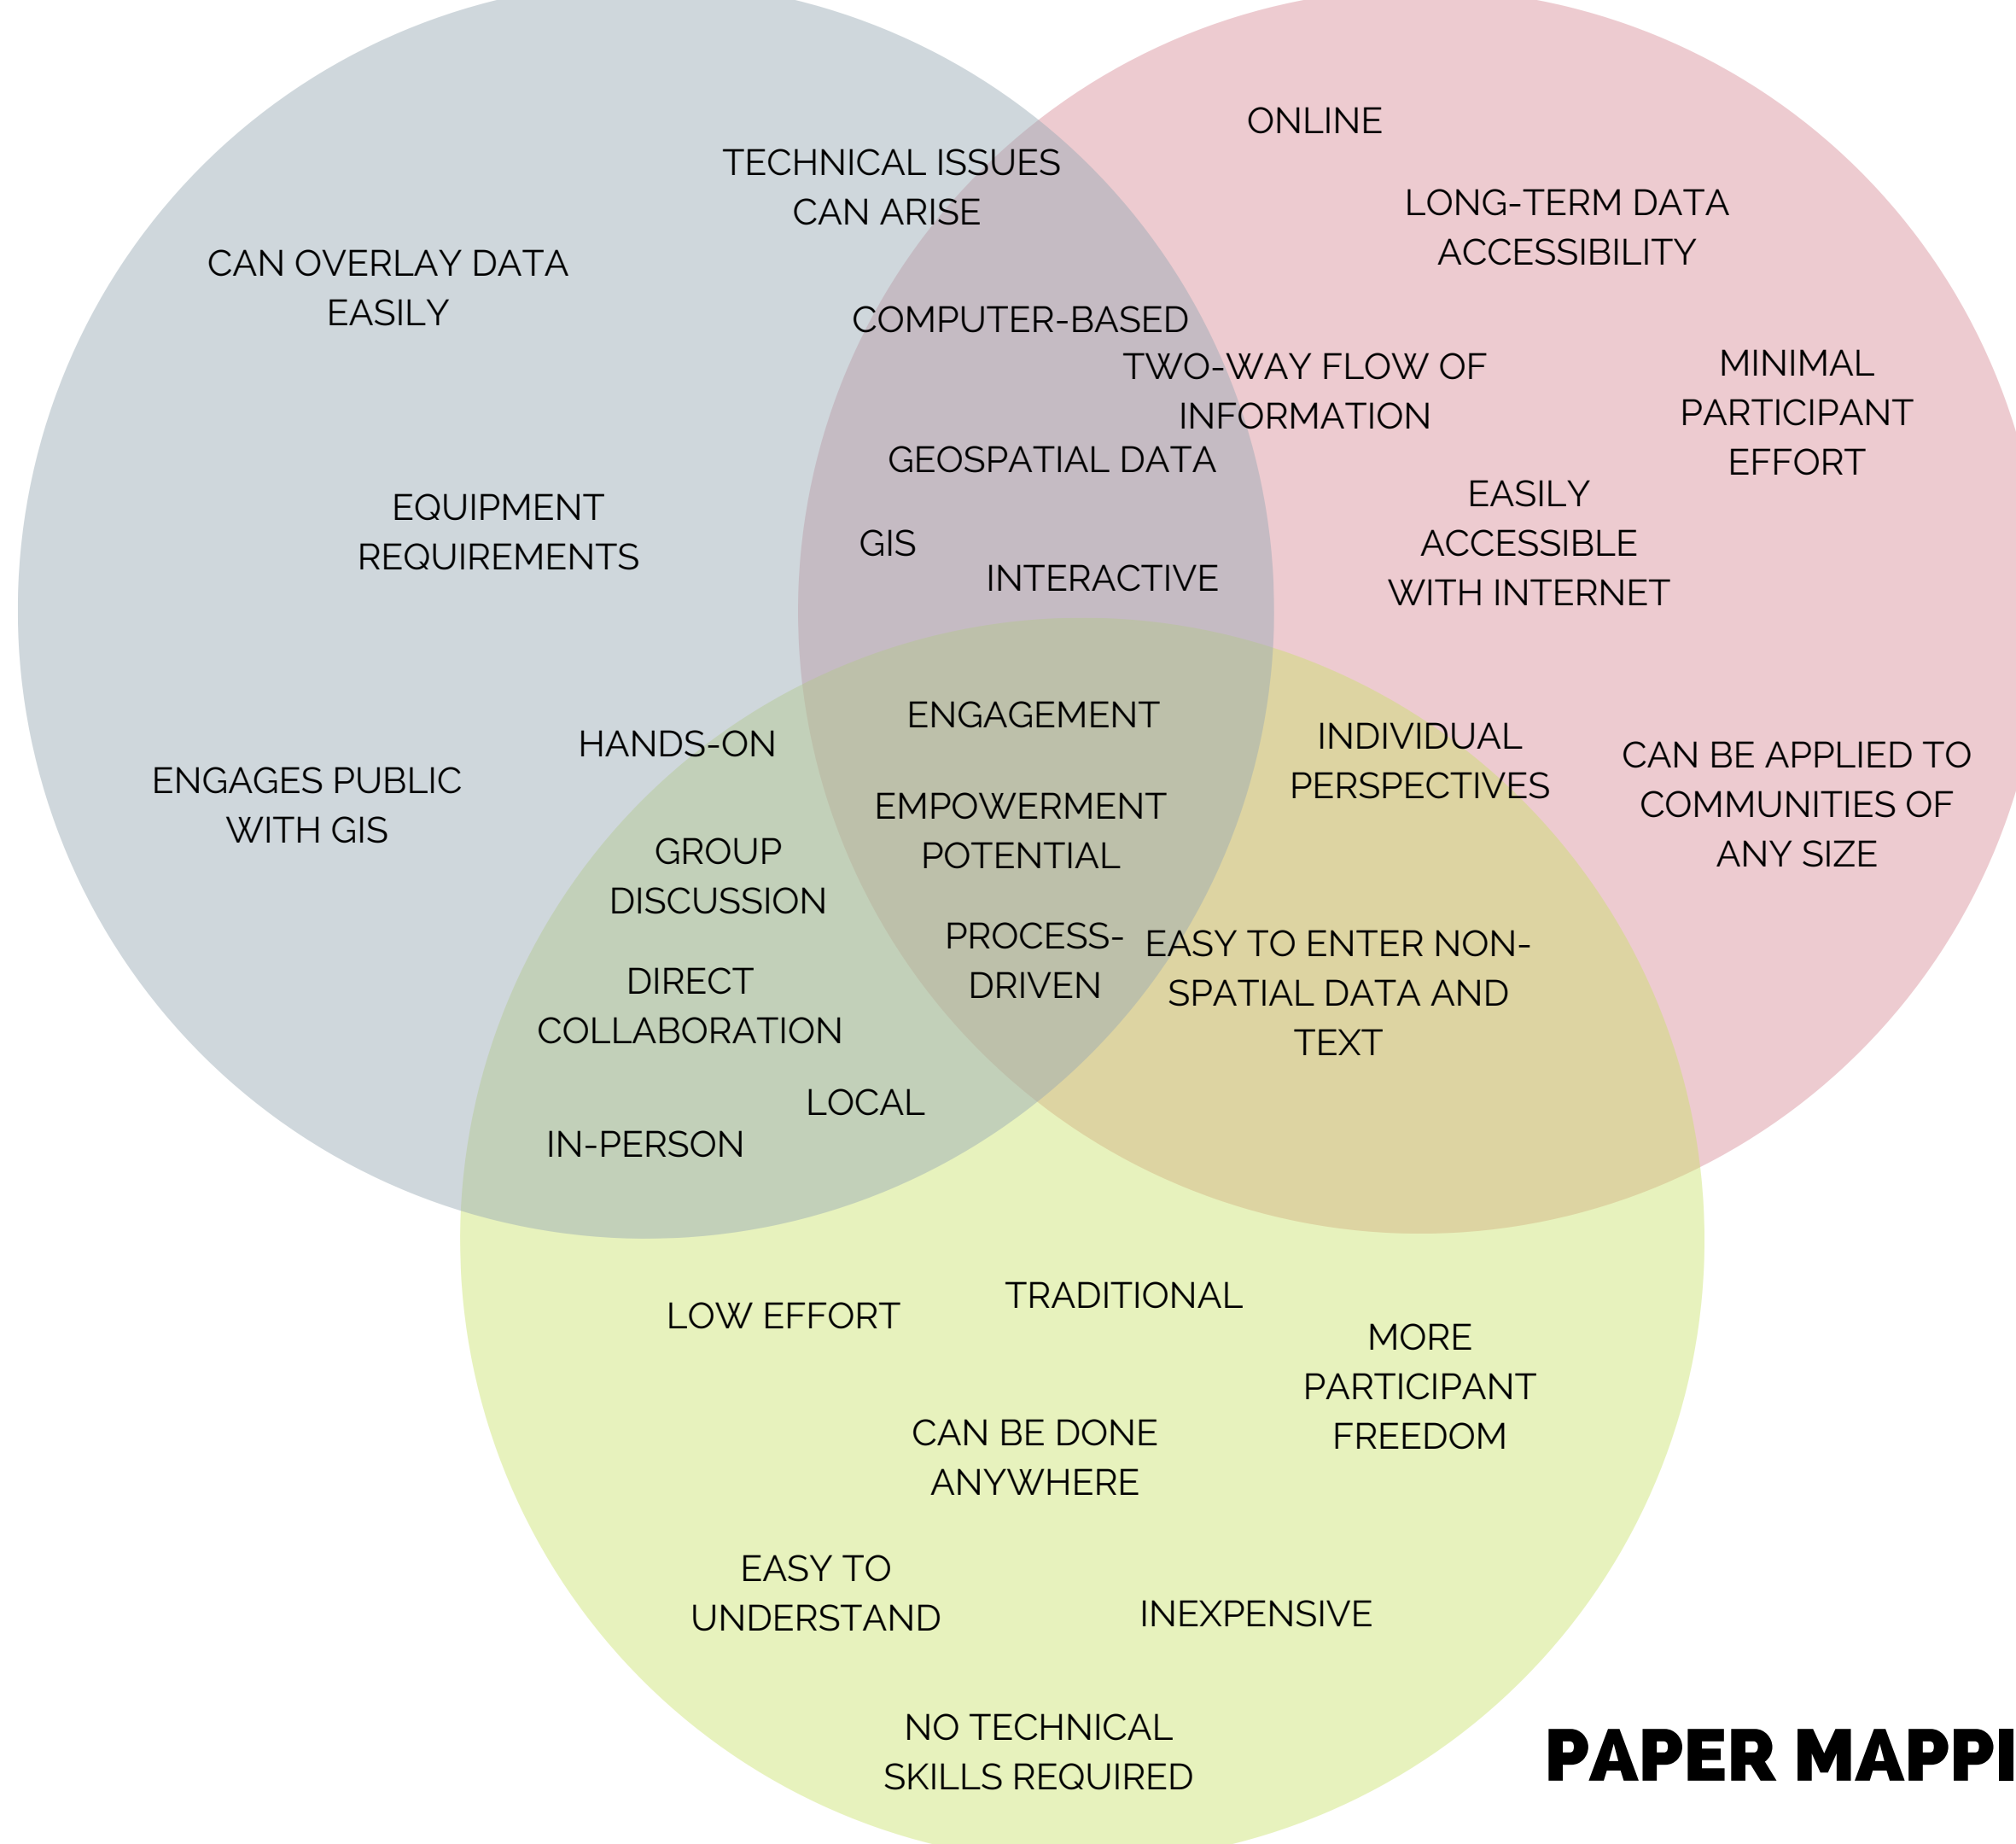 ONLINE
TECHNICAL ISSUES
CAN ARISE
LONG-TERM DATA
ACCESSIBILITY
CAN OVERLAY DATA
EASILY
COMPUTER-BASED
TWO-WAY FLOW OF
INFORMATION
MINIMAL
PARTICIPANT
EFFORT
GEOSPATIAL DATA
EQUIPMENT
REQUIREMENTS
GIS
INTERACTIVE
EASILY
ACCESSIBLE
WITH INTERNET
ENGAGEMENT
HANDS-ON
INDIVIDUAL
PERSPECTIVES
CAN BE APPLIED TO
COMMUNITIES OF
ANY SIZE
ENGAGES PUBLIC
WITH GIS
EMPOWERMENT
POTENTIAL
GROUP
DISCUSSION
PROCESS-
DRIVEN
EASY TO ENTER NON-
SPATIAL DATA AND
TEXT
DIRECT
COLLABORATION
LOCAL
IN-PERSON
TRADITIONAL
LOW EFFORT
MORE
PARTICIPANT
FREEDOM
CAN BE DONE
ANYWHERE
EASY TO
UNDERSTAND
INEXPENSIVE
NO TECHNICAL
SKILLS REQUIRED
PAPER MAPPI